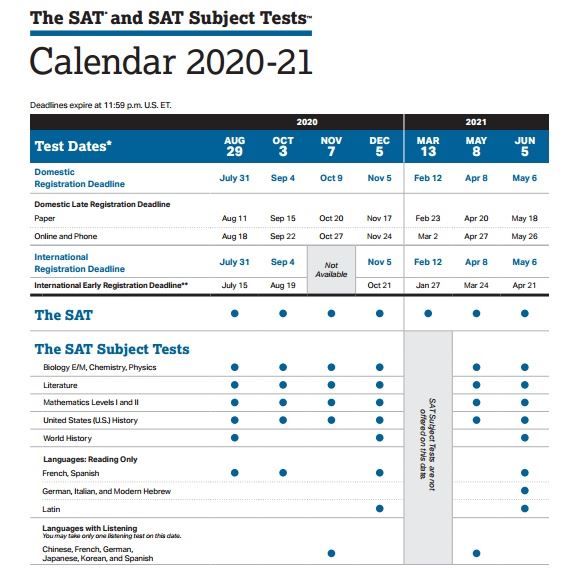 The SAT® and SAT Subject Tests™
Calendar 2020-21
Deadlines expire at 11:59 p.m. U.S. ET.
2020 2021
Test Dates* AUG 29 OCT 3 NOV 7 DEC 5 MAR 13 MAY 8 JUN 5
Domestic
Registration Deadline July 31 Sep 4 Oct 9 Nov 5 Feb 12 Apr 8 May 6
Domestic Late Registration Deadline
Paper Aug 11 Sep 15 Oct 20 Nov 17 Feb 23 Apr 20 May 18
Online and Phone Aug 18 Sep 22 Oct 27 Nov 24 Mar 2 Apr 27 May 26
International
Registration Deadline July 31 Sep 4 Not Available Nov 5 Feb 12 Apr 8 May 6
International Early Registration Deadline** July 15 Aug 19 Oct 21 Jan 27 Mar 24 Apr 21
The SAT
The SAT Subject Tests
Biology E/M, Chemistry, Physics
Literature
Mathematics Levels I and II
United States (U.S.) History
World History
SAT Subject Tests are not
offered on this date.
Languages: Reading Only
French, Spanish
German, Italian, and Modern Hebrew
Latin
Languages with Listening
You may take only one listening test on this date.
Chinese, French, German,
Japanese, Korean, and Spanish